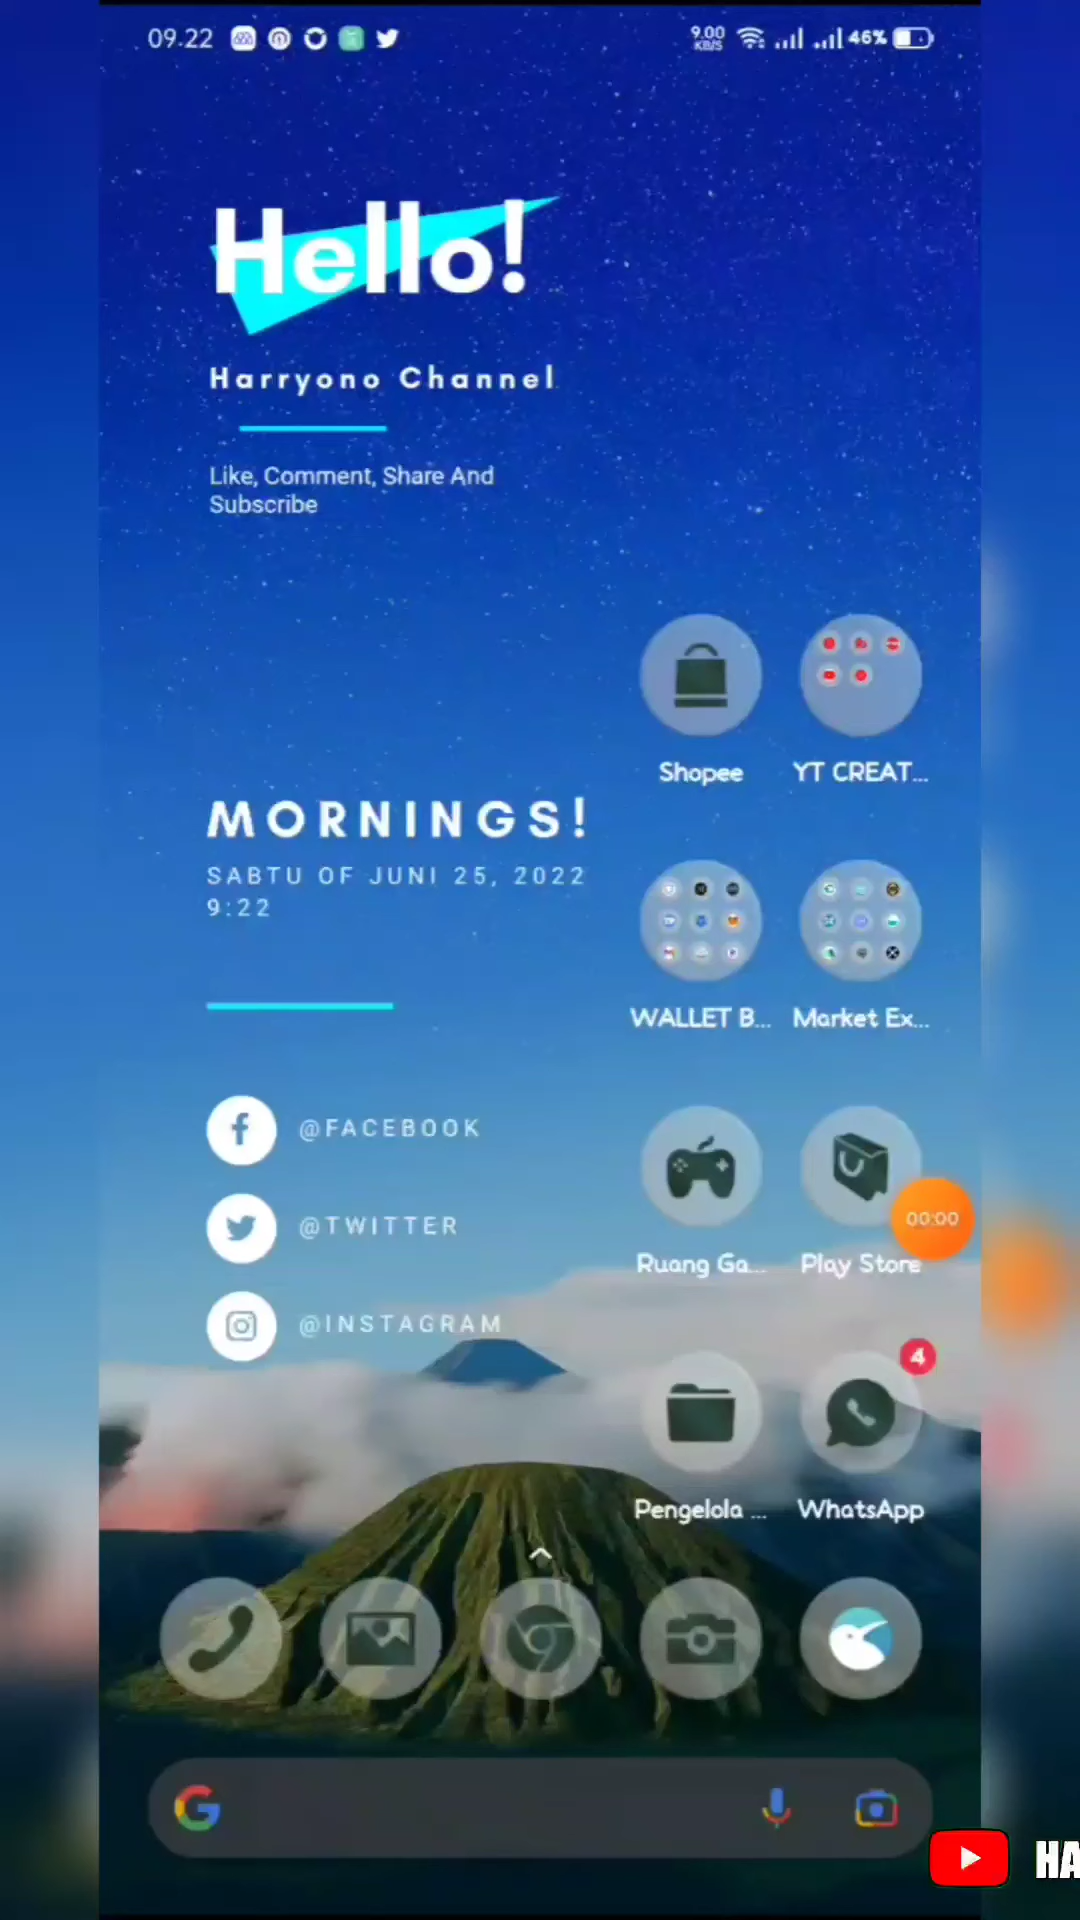 09.22
9.00
KB/S
46%
Hello!
Harryono Channel
Like, Comment, Share And
Subscribe
Shopee
YT CREAT...
MORNINGS!
SABTU OF JUNI 25, 2022
9:22
WALLET B...
Market Ex...
@FACEBOOK
@TWITTER
@INSTAGRAM
Ruang Ga...
Play Store
00:00
4
Pengelola ...
WhatsApp
HA